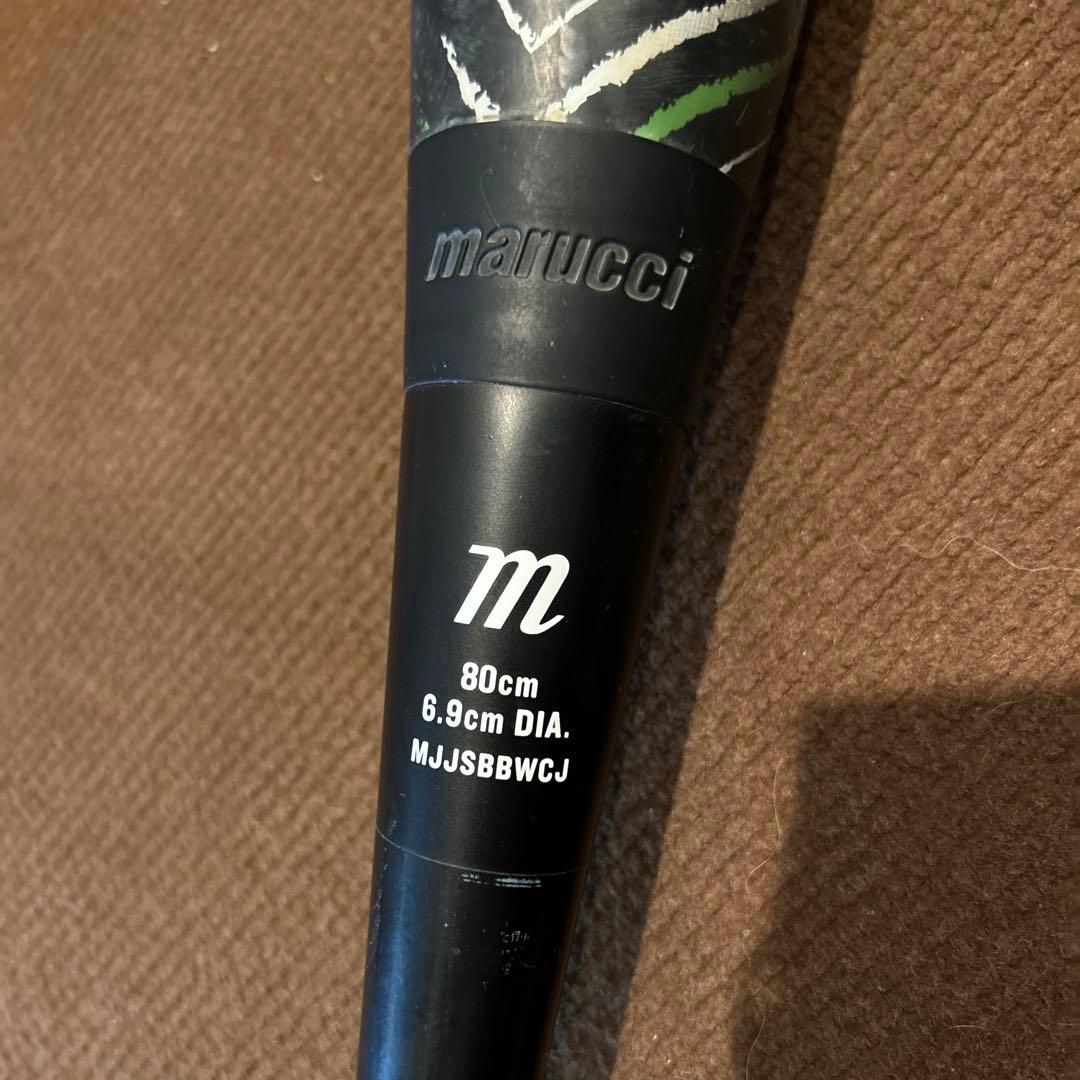 marucci
m
80cm
6.9cm DIA.
MJJSBBWCJ